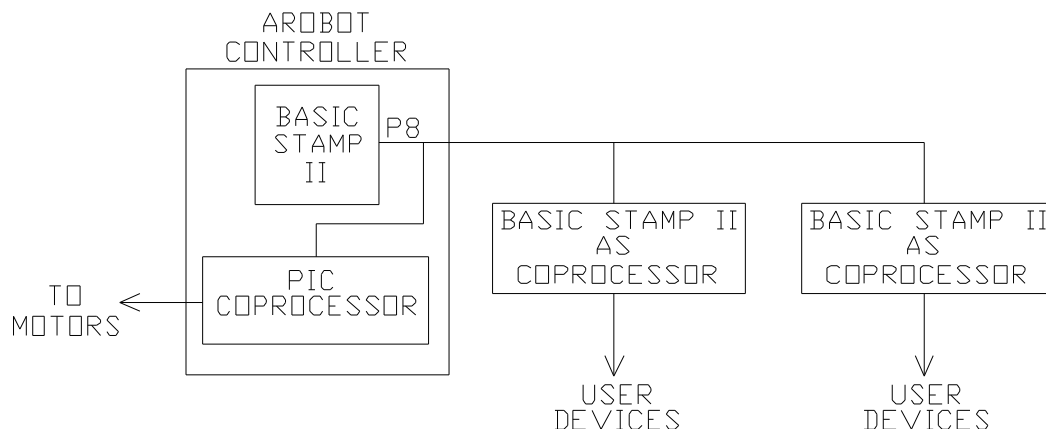 AROBOT
CONTROLLER
BASIC
STAMP
II
P8
PIC
COPROCESSOR
TO
MOTORS
BASIC STAMP II
AS
COPROCESSOR
USER
DEVICES
BASIC STAMP II
AS
COPROCESSOR
USER
DEVICES